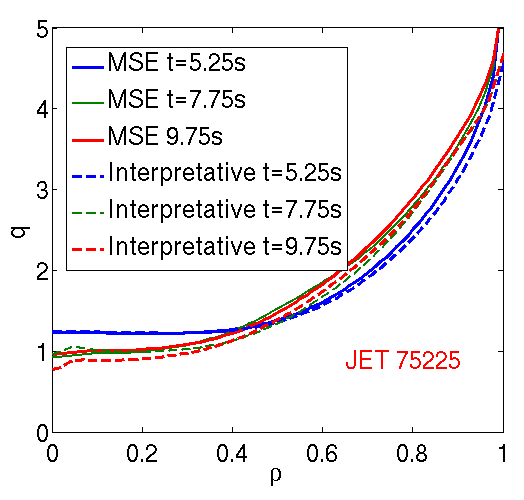 5
MSE t=5.25s
MSE t=7.75s
4
MSE 9.75s
Interpretative t=5.25s
3
Interpretative t=7.75s
q
Interpretative t=9.75s
2
1
JET 75225
0
0 0.2 0.4 0.6 0.8 1
ρ